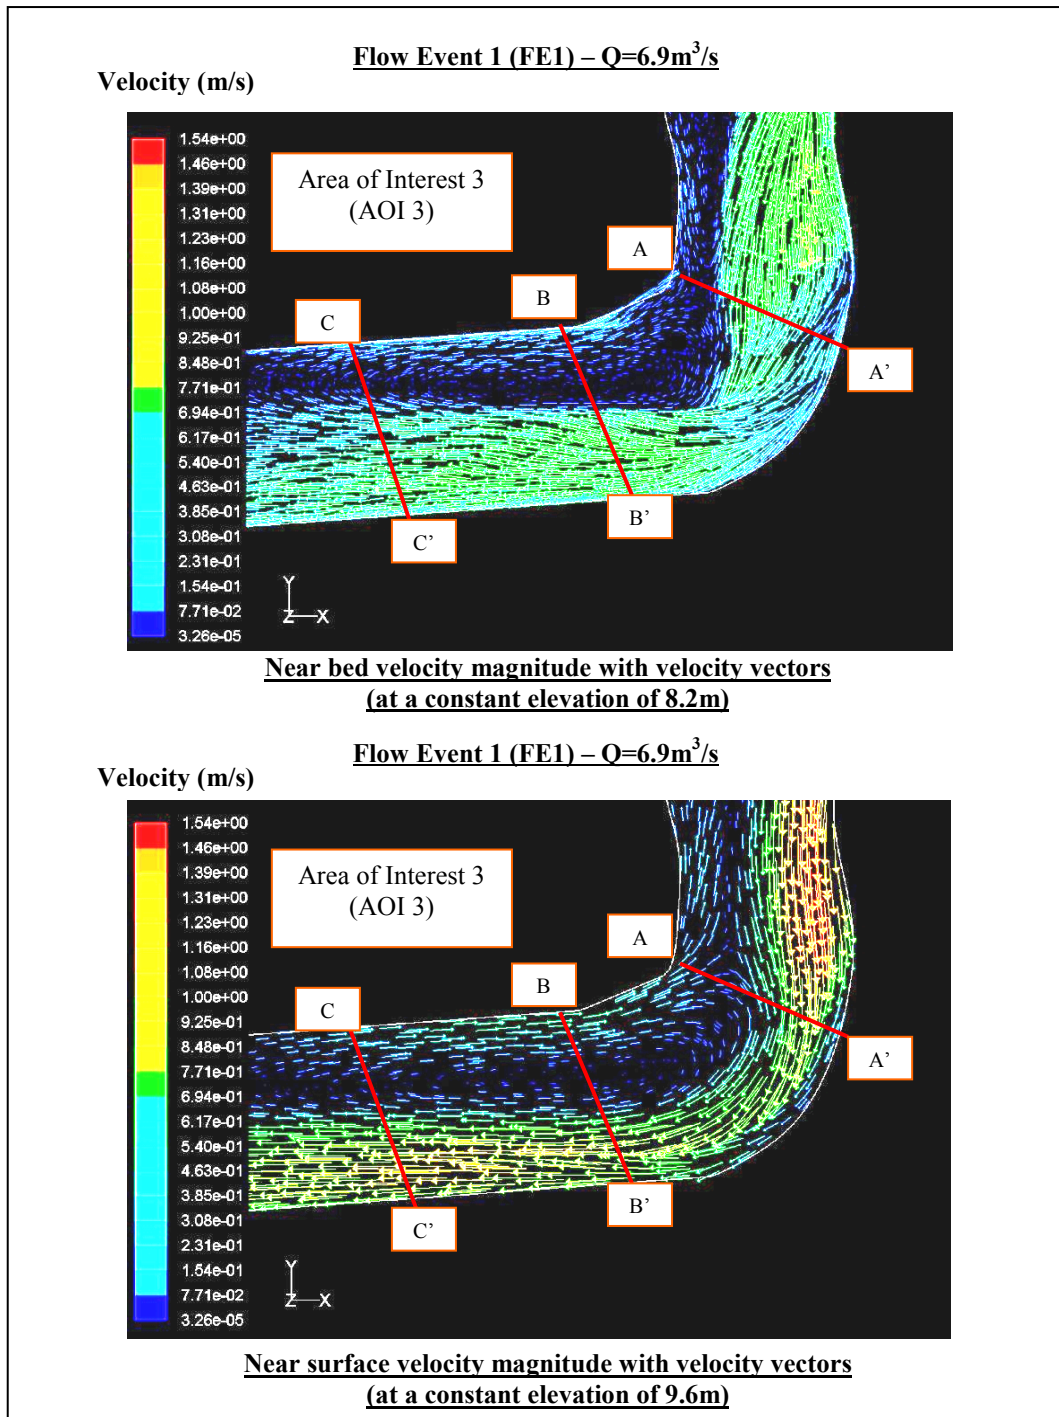 Flow Event 1 (FE1) – Q=6.9m³/s
Velocity (m/s)
1.54e+00
1.46e+00
1.39e+00
1.31e+00
1.23e+00
1.16e+00
1.08e+00
1.00e+00
9.25e-01
8.48e-01
7.71e-01
6.94e-01
6.17e-01
5.40e-01
4.63e-01
3.85e-01
3.08e-01
2.31e-01
1.54e-01
7.71e-02
3.26e-05
Area of Interest 3
(AOI 3)
A
B
C
A’
B’
C’
Y
Z X
Near bed velocity magnitude with velocity vectors
(at a constant elevation of 8.2m)
Flow Event 1 (FE1) – Q=6.9m³/s
Velocity (m/s)
1.54e+00
1.46e+00
1.39e+00
1.31e+00
1.23e+00
1.16e+00
1.08e+00
1.00e+00
9.25e-01
8.48e-01
7.71e-01
6.94e-01
6.17e-01
5.40e-01
4.63e-01
3.85e-01
3.08e-01
2.31e-01
1.54e-01
7.71e-02
3.26e-05
Area of Interest 3
(AOI 3)
A
B
C
A’
B’
C’
Y
Z X
Near surface velocity magnitude with velocity vectors
(at a constant elevation of 9.6m)